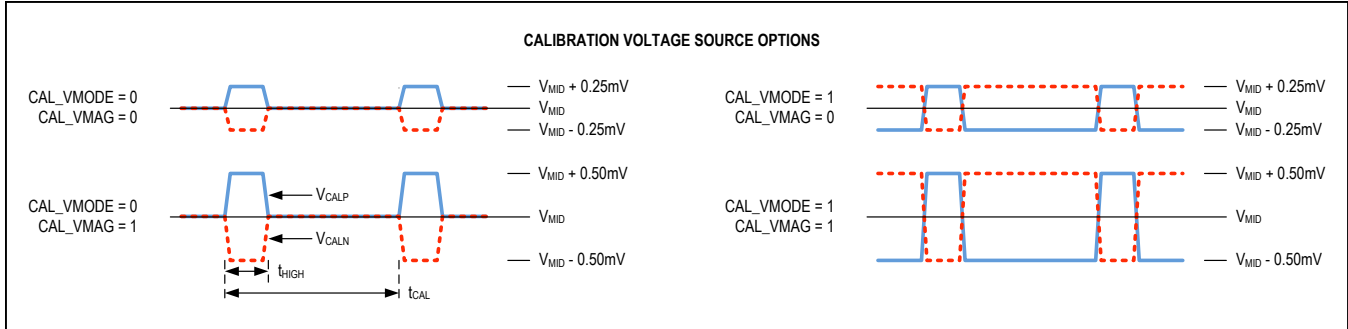 CALIBRATION VOLTAGE SOURCE OPTIONS
CAL_VMODE = 0
CAL_VMAG = 0
VMID + 0.25mV
VMID
VMID - 0.25mV
CAL_VMODE = 1
CAL_VMAG = 0
VMID + 0.25mV
VMID
VMID - 0.25mV
CAL_VMODE = 0
CAL_VMAG = 1
VCALP
VCALN
tHIGH
tCAL
VMID + 0.50mV
VMID
VMID - 0.50mV
CAL_VMODE = 1
CAL_VMAG = 1
VMID + 0.50mV
VMID
VMID - 0.50mV